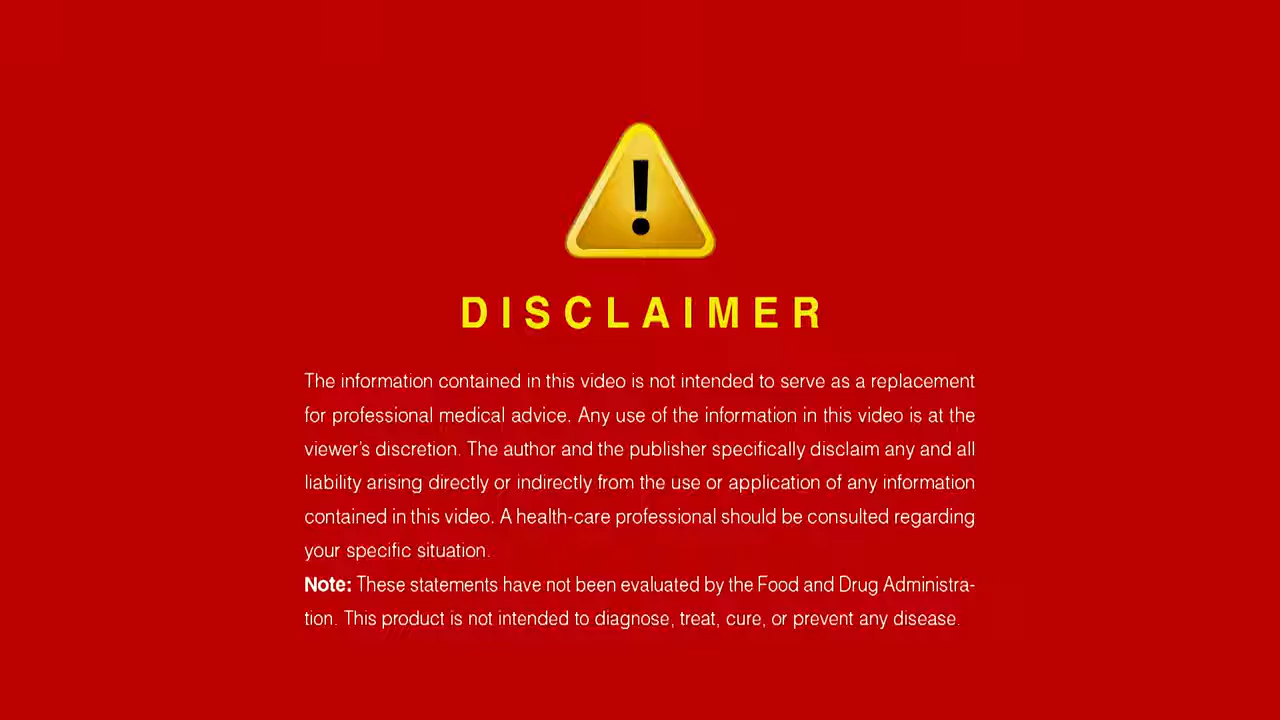 DISCLAIMER
The information contained in this video is not intended to serve as a replacement
for professional medical advice. Any use of the information in this video is at the
viewer's discretion. The author and the publisher specifically disclaim any and all
liability arising directly or indirectly from the use or application of any information
contained in this video. A health-care professional should be consulted regarding
your specific situation.
Note: These statements have not been evaluated by the Food and Drug Administra-
tion. This product is not intended to diagnose, treat, cure, or prevent any disease.